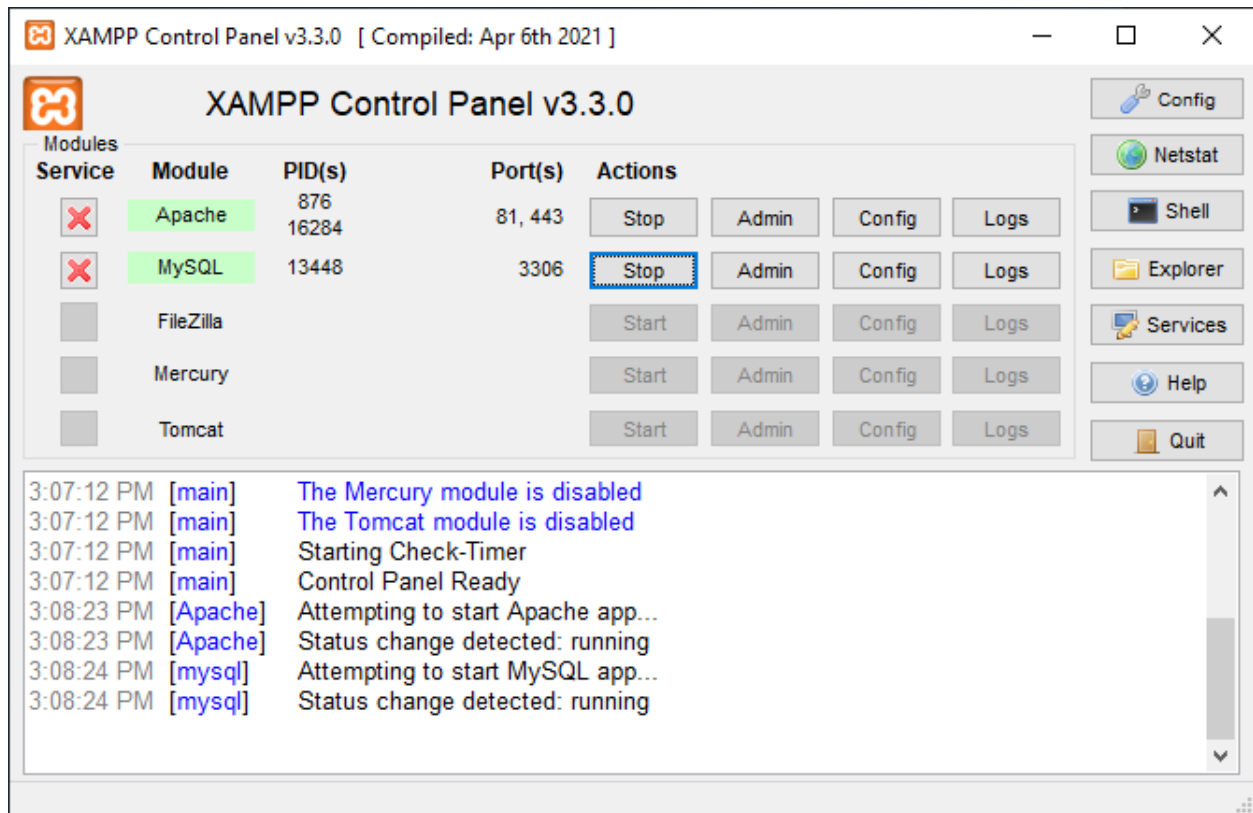 XAMPP Control Panel v3.3.0 [ Compiled: Apr 6th 2021 ]
XAMPP Control Panel v3.3.0
Config
Modules
Service Module PID(s) Port(s) Actions
Netstat
Apache 876 16284 81, 443 Stop Admin Config Logs
Shell
MySQL 13448 3306 Stop Admin Config Logs
Explorer
FileZilla Start Admin Config Logs
Services
Mercury Start Admin Config Logs
Help
Tomcat Start Admin Config Logs
Quit
3:07:12 PM [main] The Mercury module is disabled
3:07:12 PM [main] The Tomcat module is disabled
3:07:12 PM [main] Starting Check-Timer
3:07:12 PM [main] Control Panel Ready
3:08:23 PM [Apache] Attempting to start Apache app...
3:08:23 PM [Apache] Status change detected: running
3:08:24 PM [mysql] Attempting to start MySQL app...
3:08:24 PM [mysql] Status change detected: running